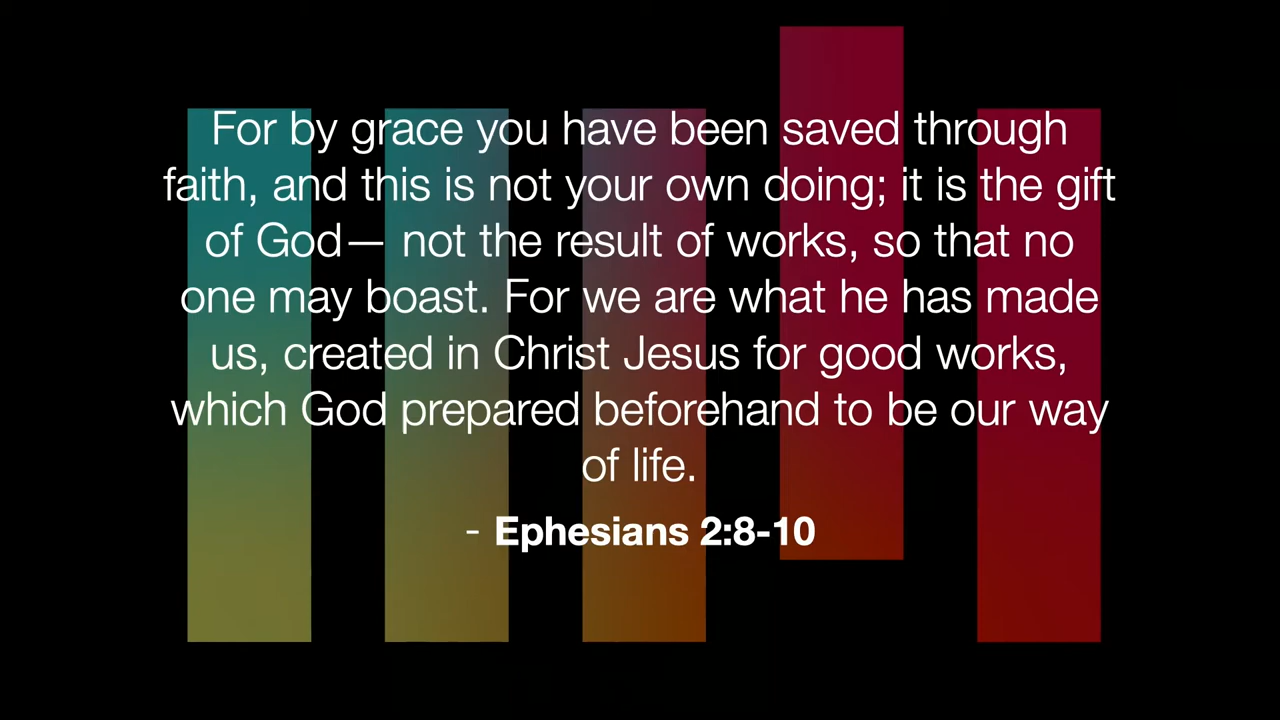 For by grace you have been saved through
faith, and this is not your own doing; it is the gift
of God— not the result of works, so that no
one may boast. For we are what he has made
us, created in Christ Jesus for good works,
which God prepared beforehand to be our way
of life.
- Ephesians 2:8-10